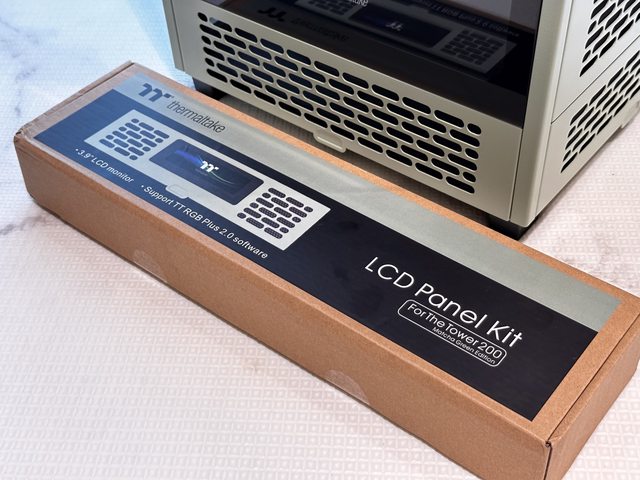 thermaltake
• 3.9" LCD monitor
• Support TT RGB Plus 2.0 software
LCD Panel Kit
For The Tower 200
Matcha Green Edition